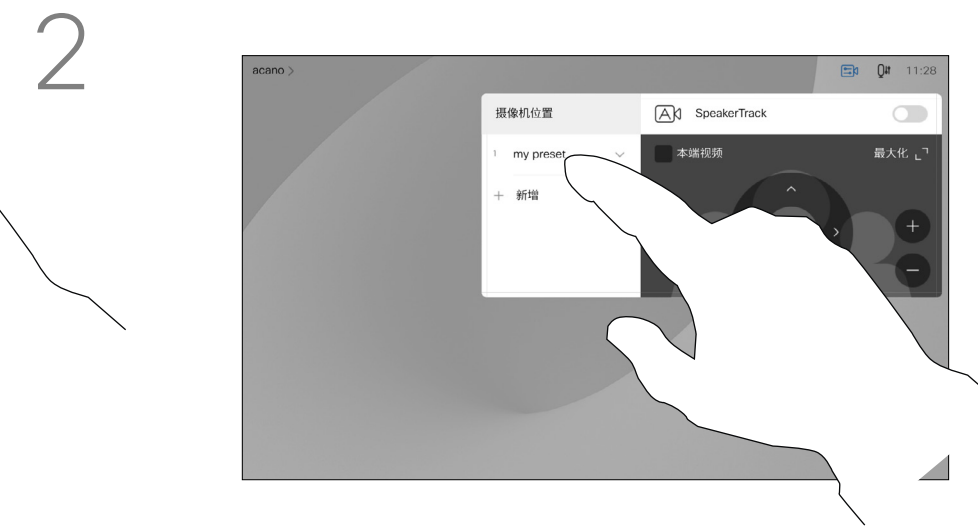 2
acano >
11:28
摄像机位置
SpeakerTrack
1 my preset
本端视频
最大化
+ 新增